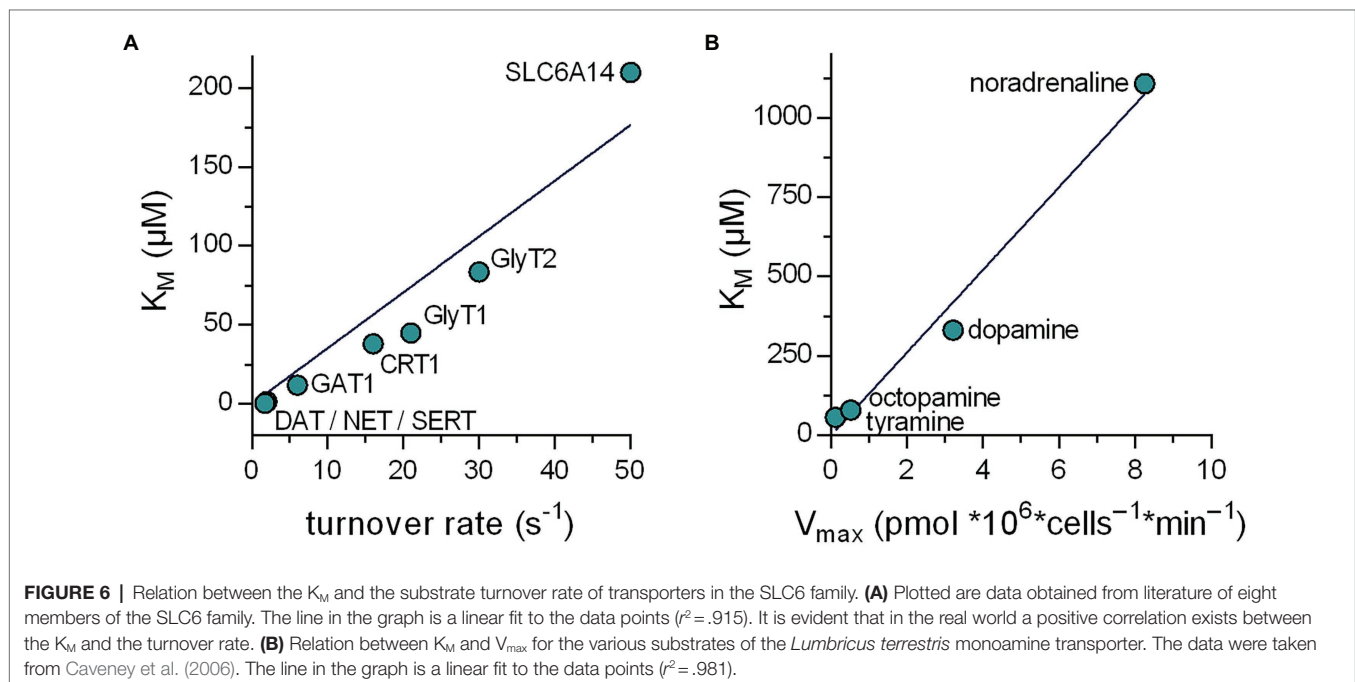 A
SLC6A14
200
150
GlyT2
100
GlyT1
50
CRT1
GAT1
0
DAT / NET / SERT
0 10 20 30 40 50
K_M (µM)
turnover rate (s⁻¹)
B
noradrenaline
1000
750
500
dopamine
250
octopamine
tyramine
0
0 2 4 6 8 10
K_M (µM)
V_max (pmol *10⁶*cells⁻¹*min⁻¹)
FIGURE 6 | Relation between the K_M and the substrate turnover rate of transporters in the SLC6 family. (A) Plotted are data obtained from literature of eight
members of the SLC6 family. The line in the graph is a linear fit to the data points (r² = .915). It is evident that in the real world a positive correlation exists between
the K_M and the turnover rate. (B) Relation between K_M and V_max for the various substrates of the Lumbricus terrestris monoamine transporter. The data were taken
from Caveney et al. (2006). The line in the graph is a linear fit to the data points (r² = .981).